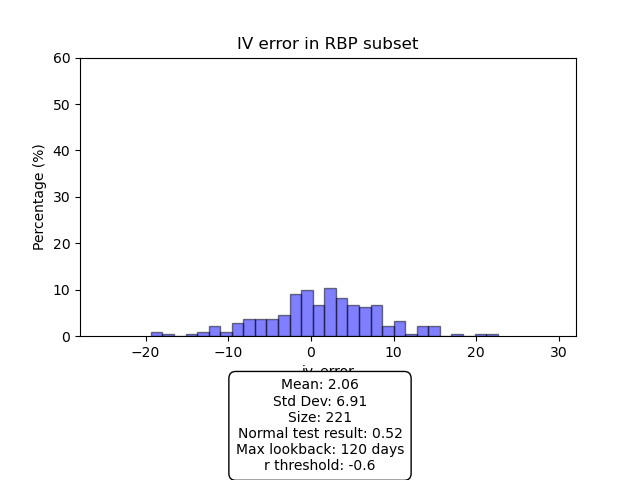 IV error in RBP subset
60
50
40
30
20
10
0
Percentage (%)
−20
−10
0
10
20
30
iv_error
Mean: 2.06
Std Dev: 6.91
Size: 221
Normal test result: 0.52
Max lookback: 120 days
r threshold: -0.6